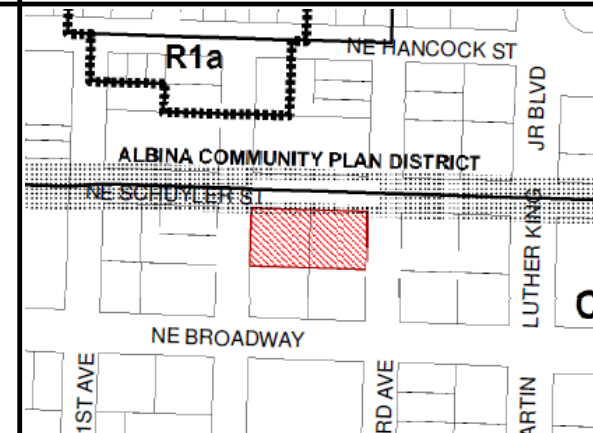 NE HANCOCK ST
R1a
JR BLVD
ALBINA COMMUNITY PLAN DISTRICT
NE SCHUYLER ST
LUTHER KING
C
NE BROADWAY
1ST AVE
RD AVE
ARTIN